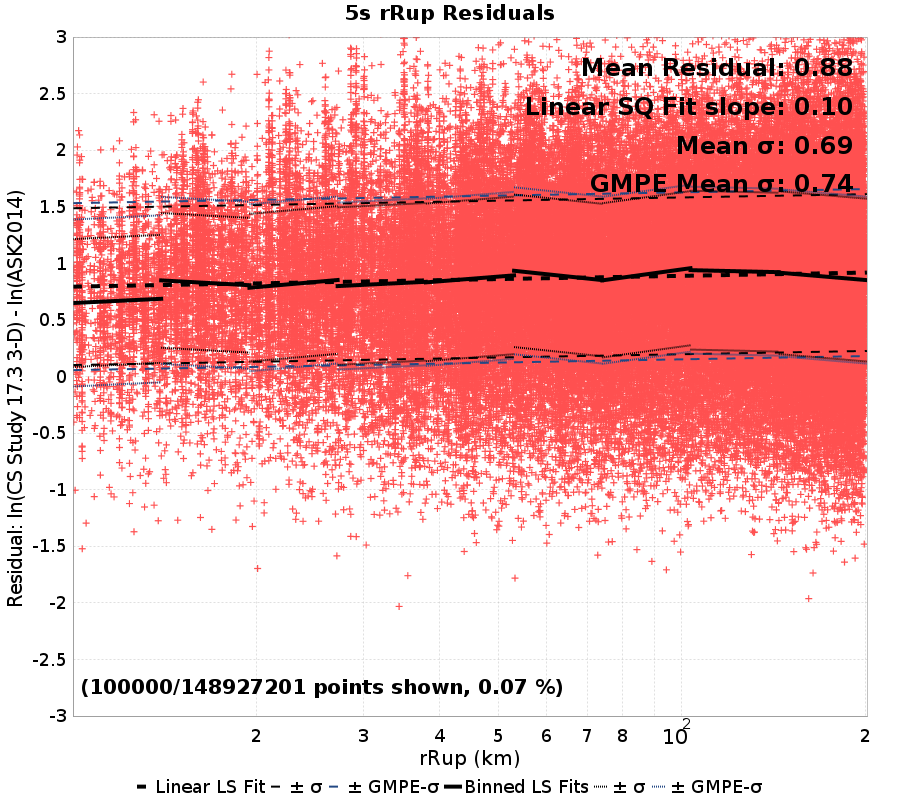 5s rRup Residuals
Mean Residual: 0.88
Linear SQ Fit slope: 0.10
Mean σ: 0.69
GMPE Mean σ: 0.74
Residual: ln(CS Study 17.3 3-D) - ln(ASK2014)
3
2.5
2
1.5
1
0.5
0
-0.5
-1
-1.5
-2
-2.5
-3
(100000/148927201 points shown, 0.07 %)
2 3 4 5 6 7 8 10² 2
rRup (km)
Linear LS Fit ± σ ± GMPE-σ Binned LS Fits ± σ ± GMPE-σ